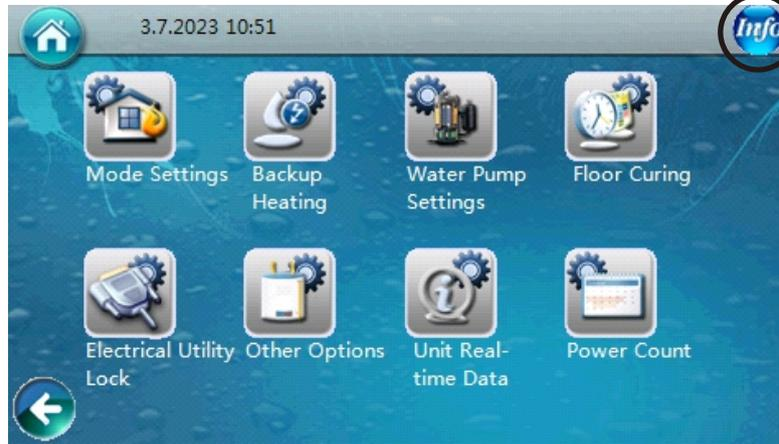 3.7.2023 10:51
Info
Mode Settings
Backup
Heating
Water Pump
Settings
Floor Curing
Electrical Utility
Lock
Other Options
Unit Real-
time Data
Power Count